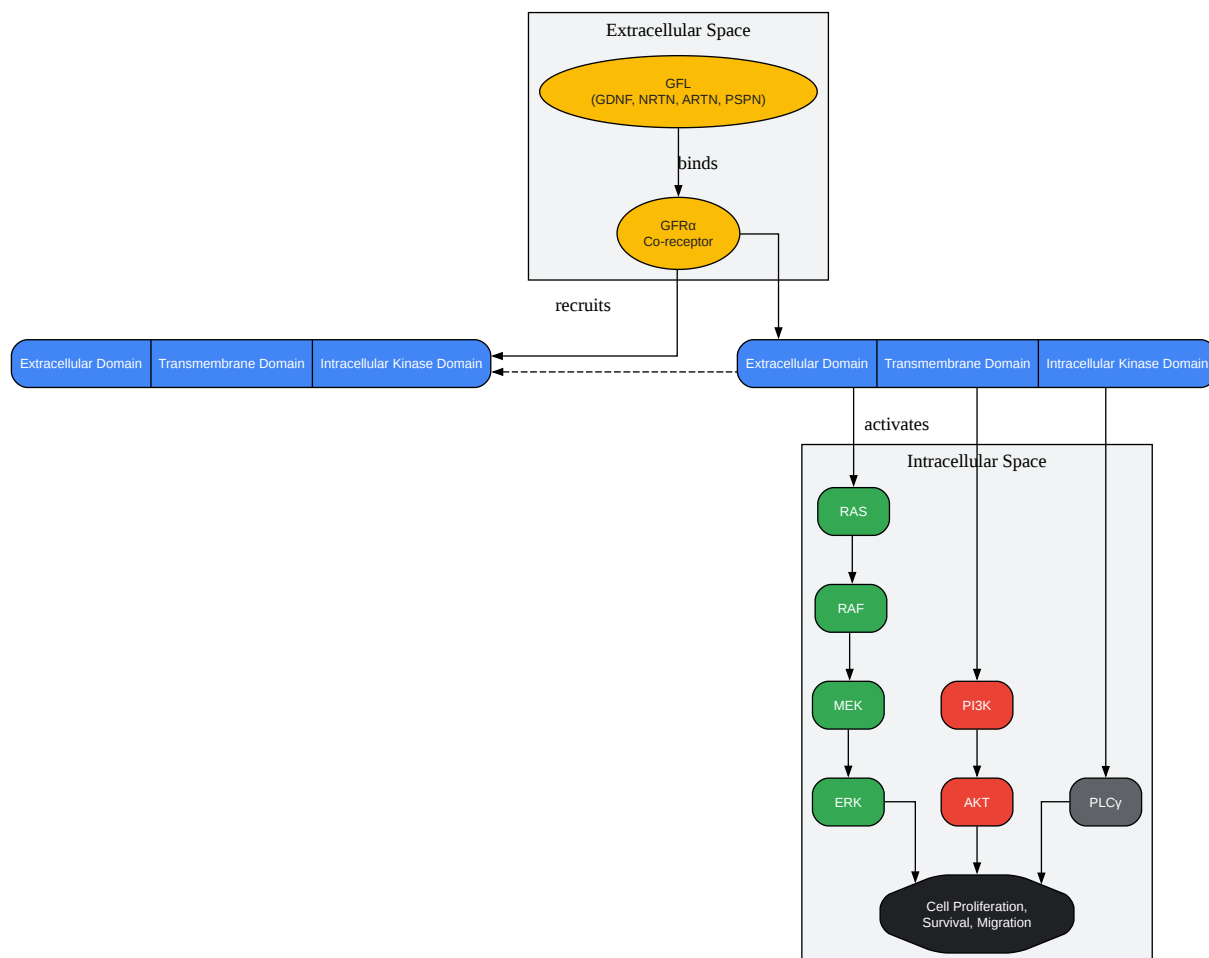 Extracellular Space
GFL
(GDNF, NRTN, ARTN, PSPN)
binds
GFRα
Co-receptor
recruits
Extracellular Domain
Transmembrane Domain
Intracellular Kinase Domain
Extracellular Domain
Transmembrane Domain
Intracellular Kinase Domain
activates
Intracellular Space
RAS
RAF
MEK
PI3K
ERK
AKT
PLCγ
Cell Proliferation,
Survival, Migration